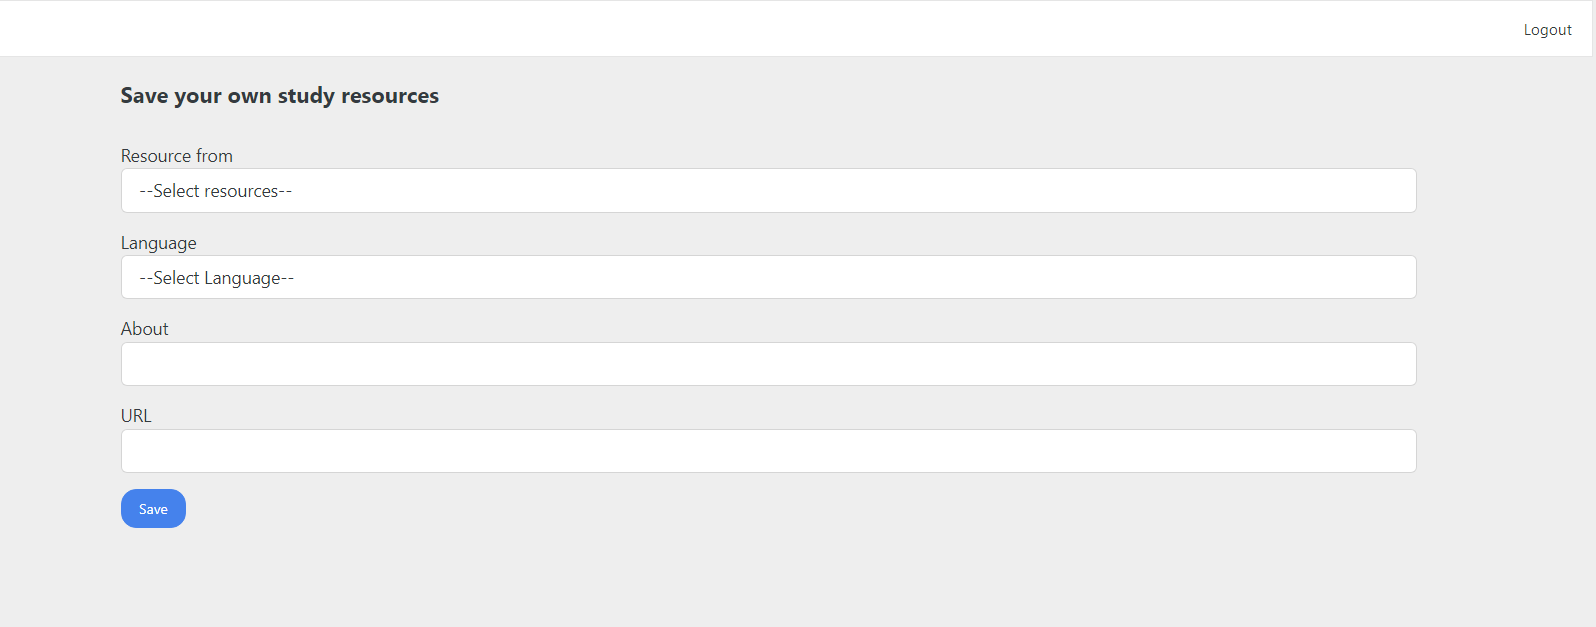 Logout
Save your own study resources
Resource from
--Select resources--
Language
--Select Language--
About
URL
Save